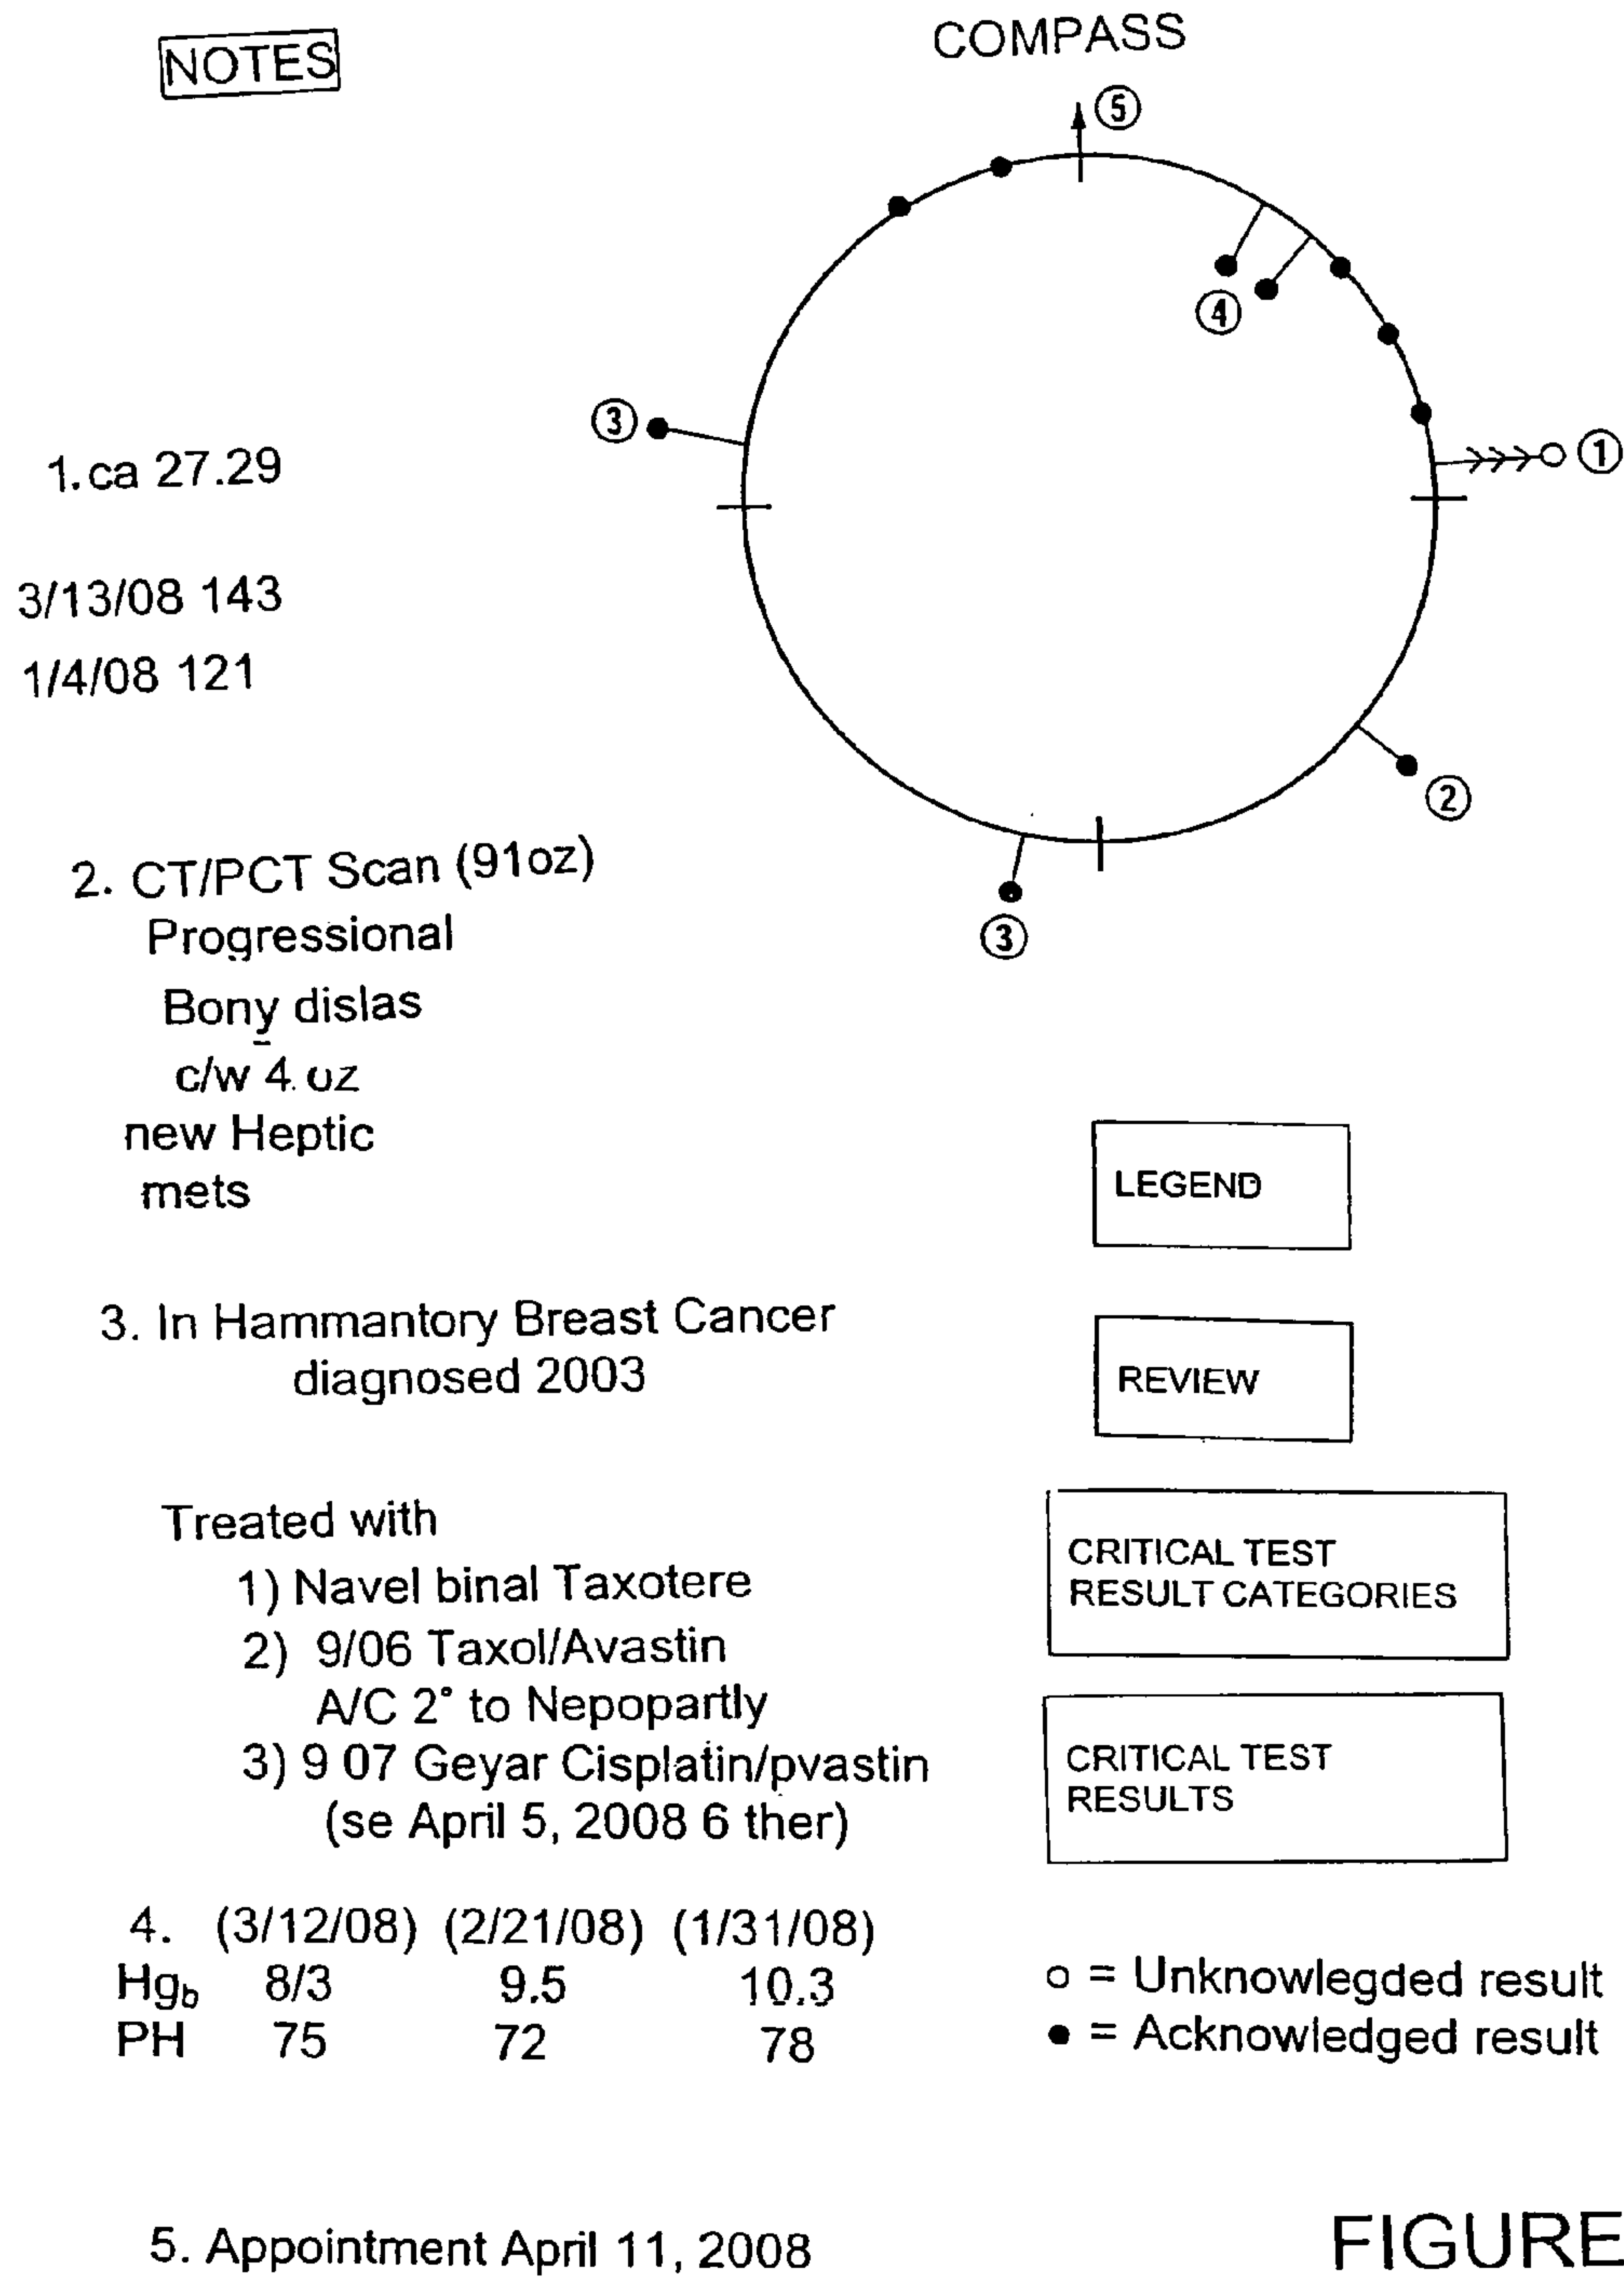 NOTES
COMPASS
5
4
3
1
2
3
1. ca 27.29
3/13/08 143
1/4/08 121
2. CT/PCT Scan (91oz)
Progressional
Bony dislas
c/w 4. oz
new Heptic
mets
3. In Hammantory Breast Cancer
diagnosed 2003
Treated with
1) Navel binal Taxotere
2) 9/06 Taxol/Avastin
A/C 2° to Nepopartly
3) 9 07 Geyar Cisplatin/pvastin
(se April 5, 2008 6 ther)
4. (3/12/08) (2/21/08) (1/31/08)
Hgb 8/3 9.5 10.3
PH 75 72 78
5. Appointment April 11, 2008
LEGEND
REVIEW
CRITICAL TEST
RESULT CATEGORIES
CRITICAL TEST
RESULTS
○ = Unknowlegded result
● = Acknowledged result
FIGURE